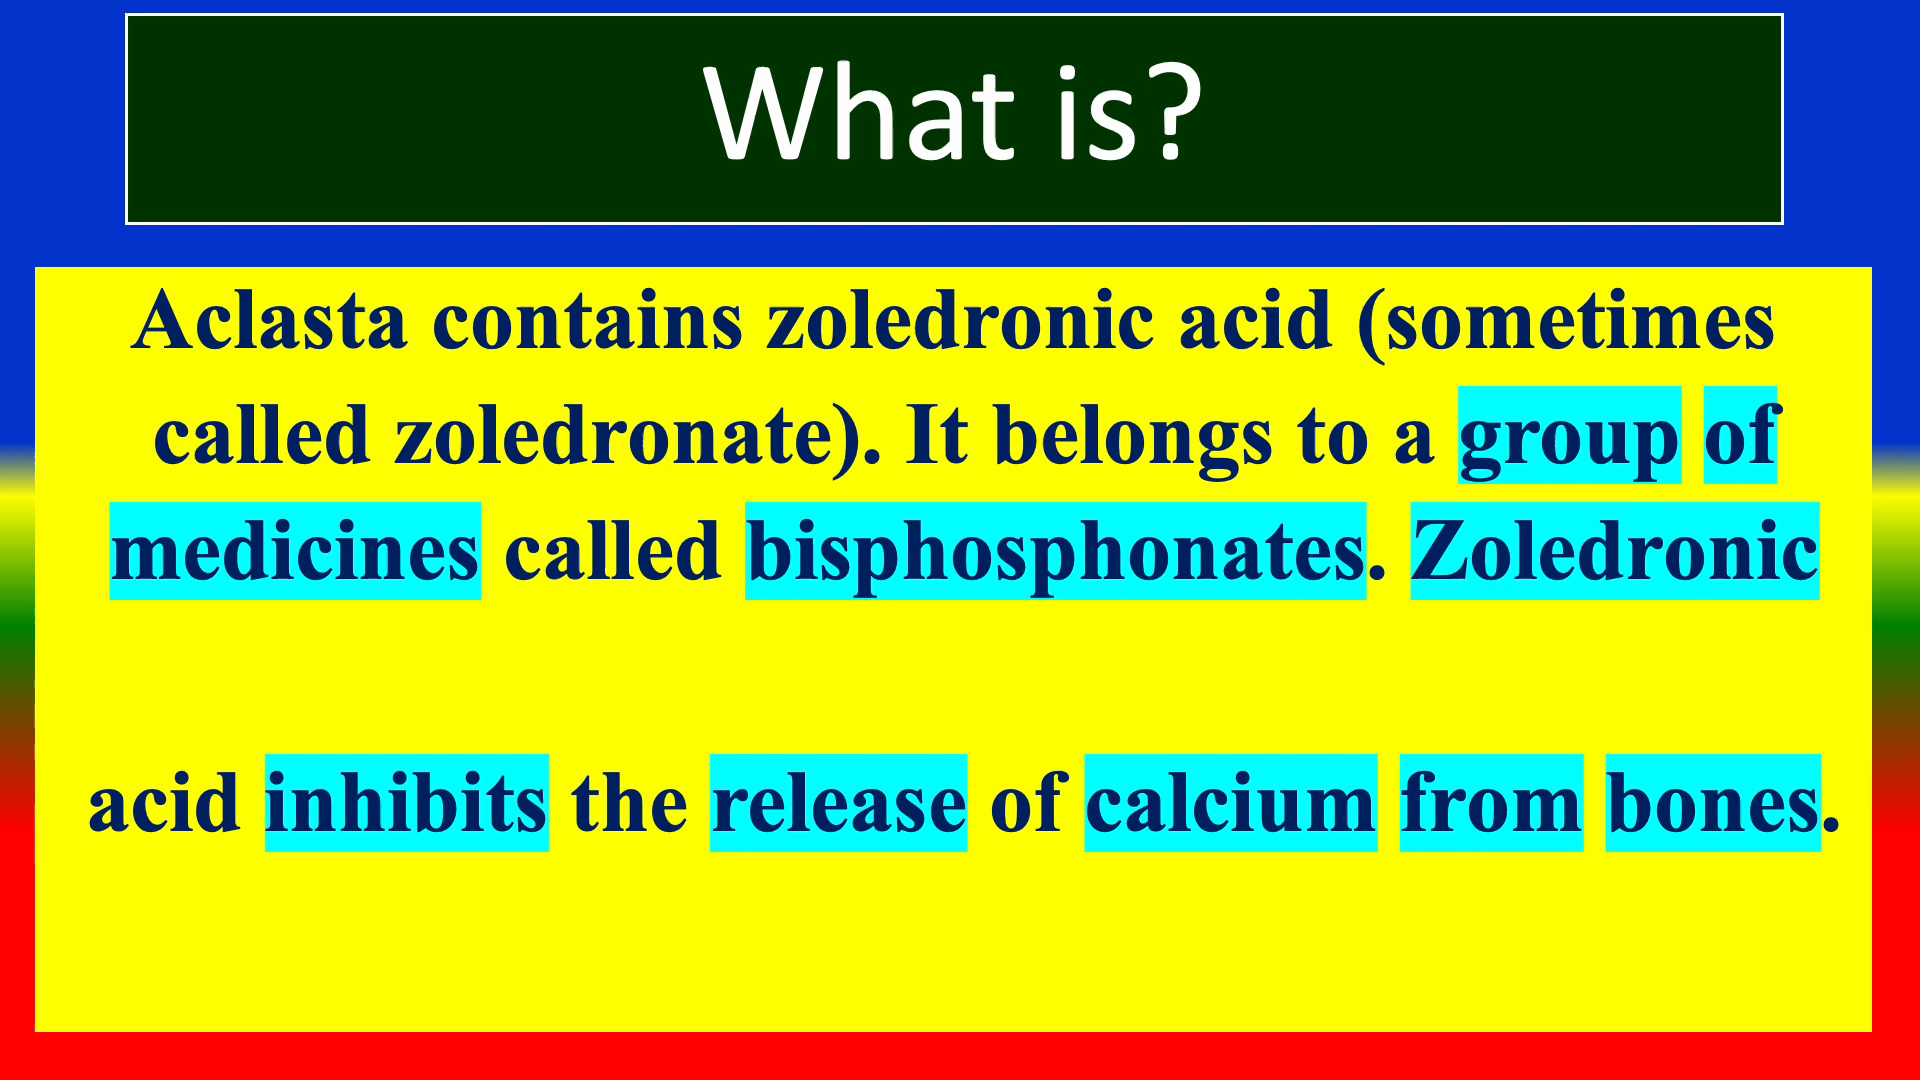 What is?
Aclasta contains zoledronic acid (sometimes
called zoledronate). It belongs to a group of
medicines called bisphosphonates. Zoledronic
acid inhibits the release of calcium from bones.